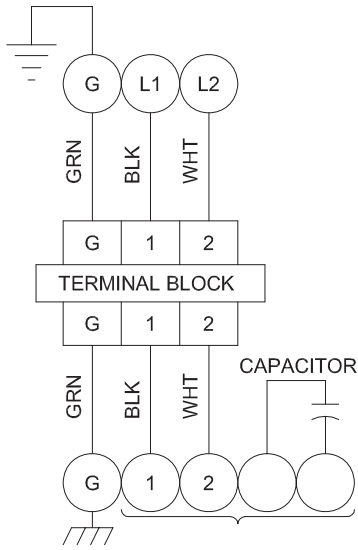 G L1 L2
GRN BLK WHT
G 1 2
TERMINAL BLOCK
G 1 2
GRN BLK WHT
CAPACITOR
G 1 2